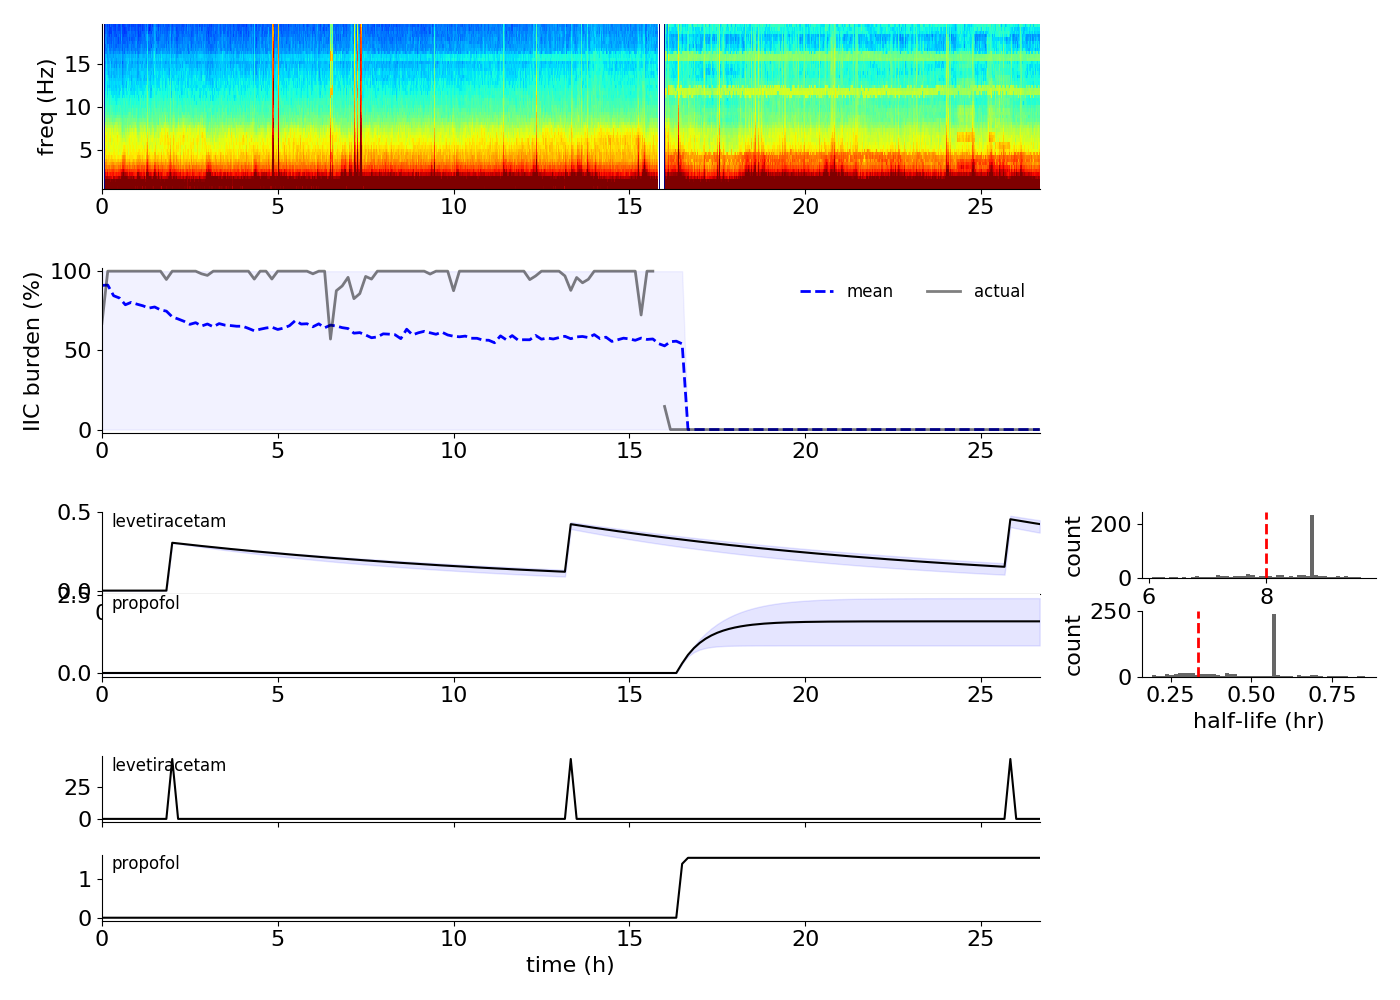 freq (Hz)
15
10
5
0 5 10 15 20 25
IIC burden (%)
100
50
0
mean actual
0 5 10 15 20 25
0.5
levetiracetam
0.0
0
count
200
0
6 8
2.5
propofol
0.0
0 5 10 15 20 25
count
250
0
0.25 0.50 0.75
half-life (hr)
levetiracetam
25
0
propofol
1
0
0 5 10 15 20 25
time (h)